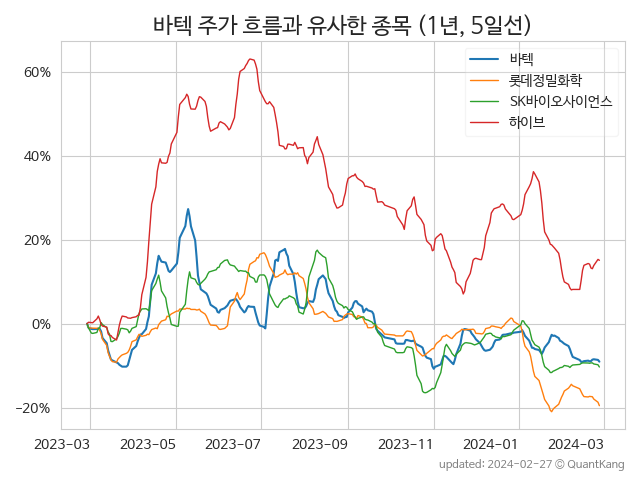 바텍 주가 흐름과 유사한 종목 (1년, 5일선)
바텍
롯데정밀화학
SK바이오사이언스
하이브
60%
40%
20%
0%
−20%
2023-03 2023-05 2023-07 2023-09 2023-11 2024-01 2024-03
updated: 2024-02-27 © QuantKang